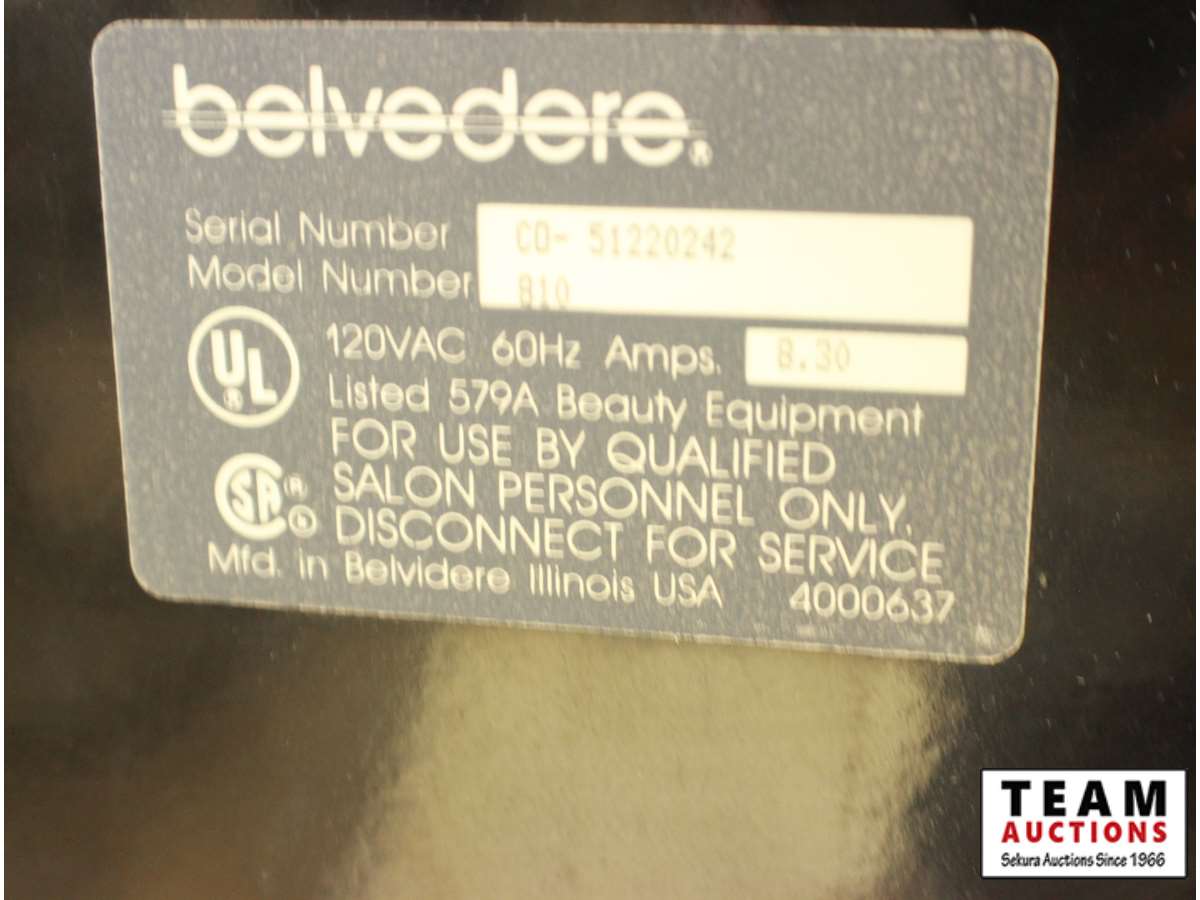 belvedere®
Serial Number CO- 51220242
Model Number 810
UL® 120VAC 60Hz Amps. 8.30
Listed 579A Beauty Equipment
FOR USE BY QUALIFIED
SA® SALON PERSONNEL ONLY.
DISCONNECT FOR SERVICE
Mfd. in Belvidere Illinois USA 4000637
TEAM
AUCTIONS
Sekura Auctions Since 1966